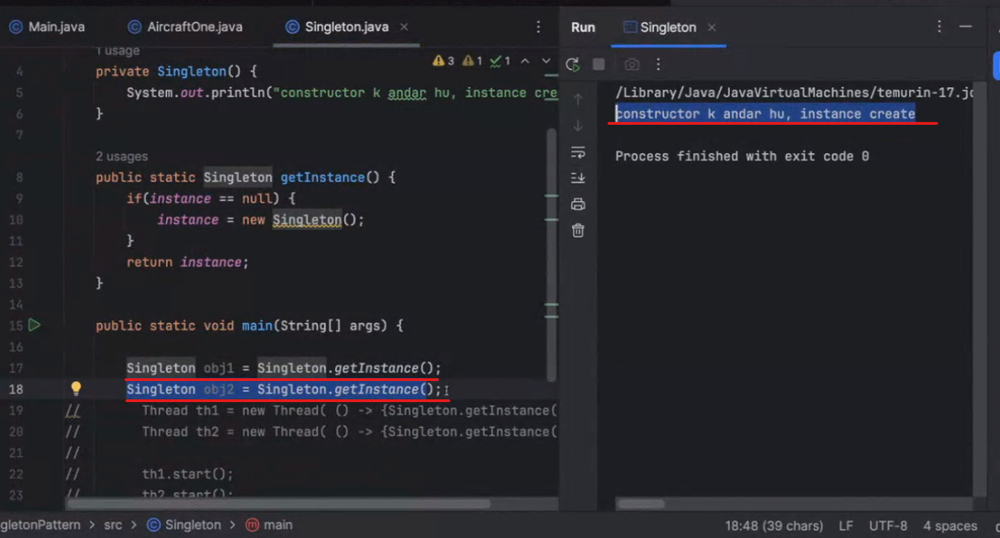 Main.java AircraftOne.java Singleton.java
Run Singleton
1 usage
3 1 1
4 private Singleton() {
5 System.out.println("constructor k andar hu, instance cre
6 }
7
2 usages
8 public static Singleton getInstance() {
9 if(instance == null) {
10 instance = new Singleton();
11 }
12 return instance;
13 }
14
15 public static void main(String[] args) {
16
17 Singleton obj1 = Singleton.getInstance();
18 Singleton obj2 = Singleton.getInstance();
19 // Thread th1 = new Thread( () -> {Singleton.getInstance(
20 // Thread th2 = new Thread( () -> {Singleton.getInstance(
21 //
22 // th1.start();
23 // th2.start();
/Library/Java/JavaVirtualMachines/temurin-17.jd
constructor k andar hu, instance create
Process finished with exit code 0
gletonPattern > src > Singleton > main
18:48 (39 chars) LF UTF-8 4 spaces